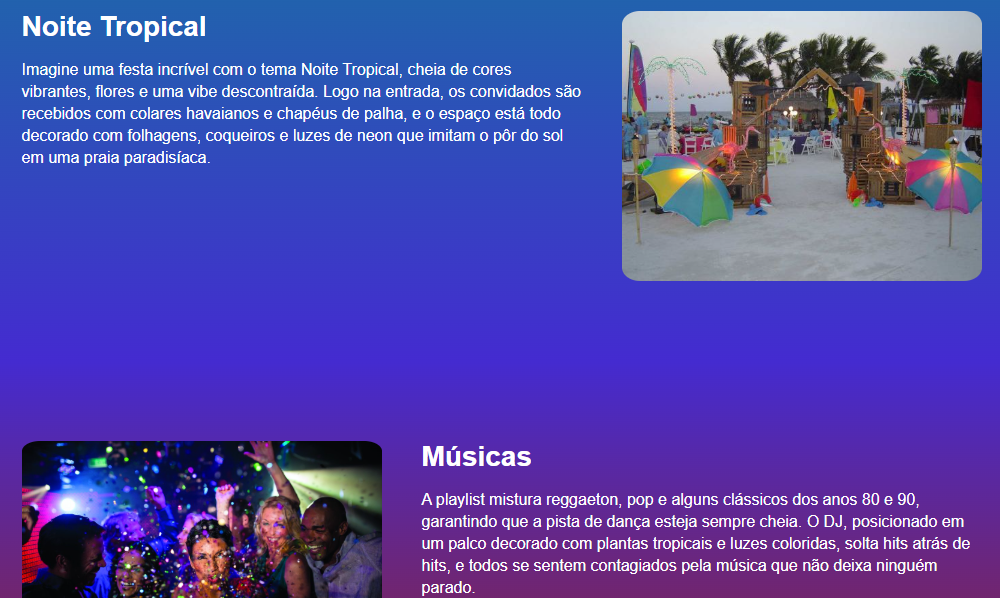 Noite Tropical
Imagine uma festa incrível com o tema Noite Tropical, cheia de cores
vibrantes, flores e uma vibe descontraída. Logo na entrada, os convidados são
recebidos com colares havaianos e chapéus de palha, e o espaço está todo
decorado com folhagens, coqueiros e luzes de neon que imitam o pôr do sol
em uma praia paradisíaca.
Músicas
A playlist mistura reggaeton, pop e alguns clássicos dos anos 80 e 90,
garantindo que a pista de dança esteja sempre cheia. O DJ, posicionado em
um palco decorado com plantas tropicais e luzes coloridas, solta hits atrás de
hits, e todos se sentem contagiados pela música que não deixa ninguém
parado.